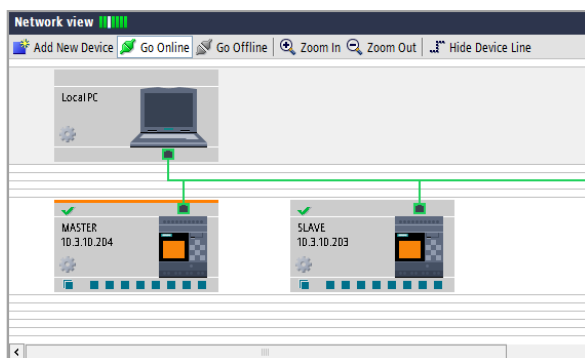 Network view
Add New Device Go Online Go Offline Zoom In Zoom Out Hide Device Line
Local PC
MASTER
10.3.10.204
SLAVE
10.3.10.203